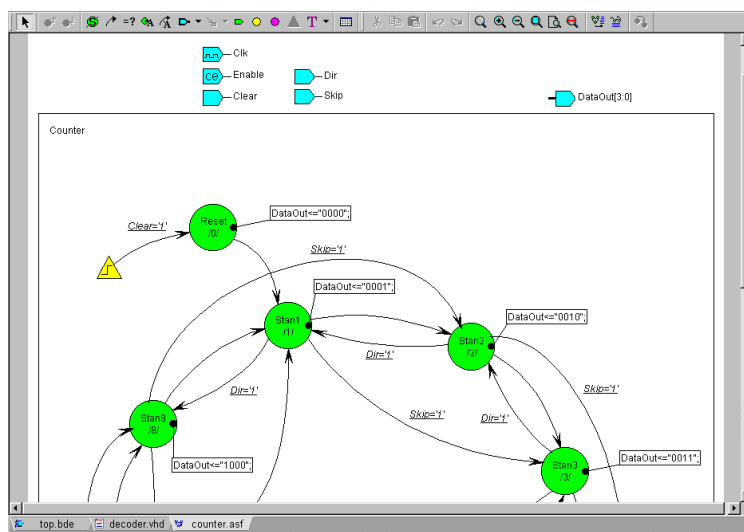 =?
T
Clk
ce
Enable
Dir
Clear
Skip
DataOut[3:0]
Counter
Clear='1'
Reset
/0/
DataOut<="0000";
Skip='1'
DataOut<="0001";
Stan1
/1/
DataOut<="0010";
Stan2
/2/
Dir='1'
Dir='1'
Skip='1'
Skip='1'
Dir='1'
Stan8
/8/
DataOut<="1000";
DataOut<="0011";
Stan3
/3/
top.bde
decoder.vhd
counter.asf